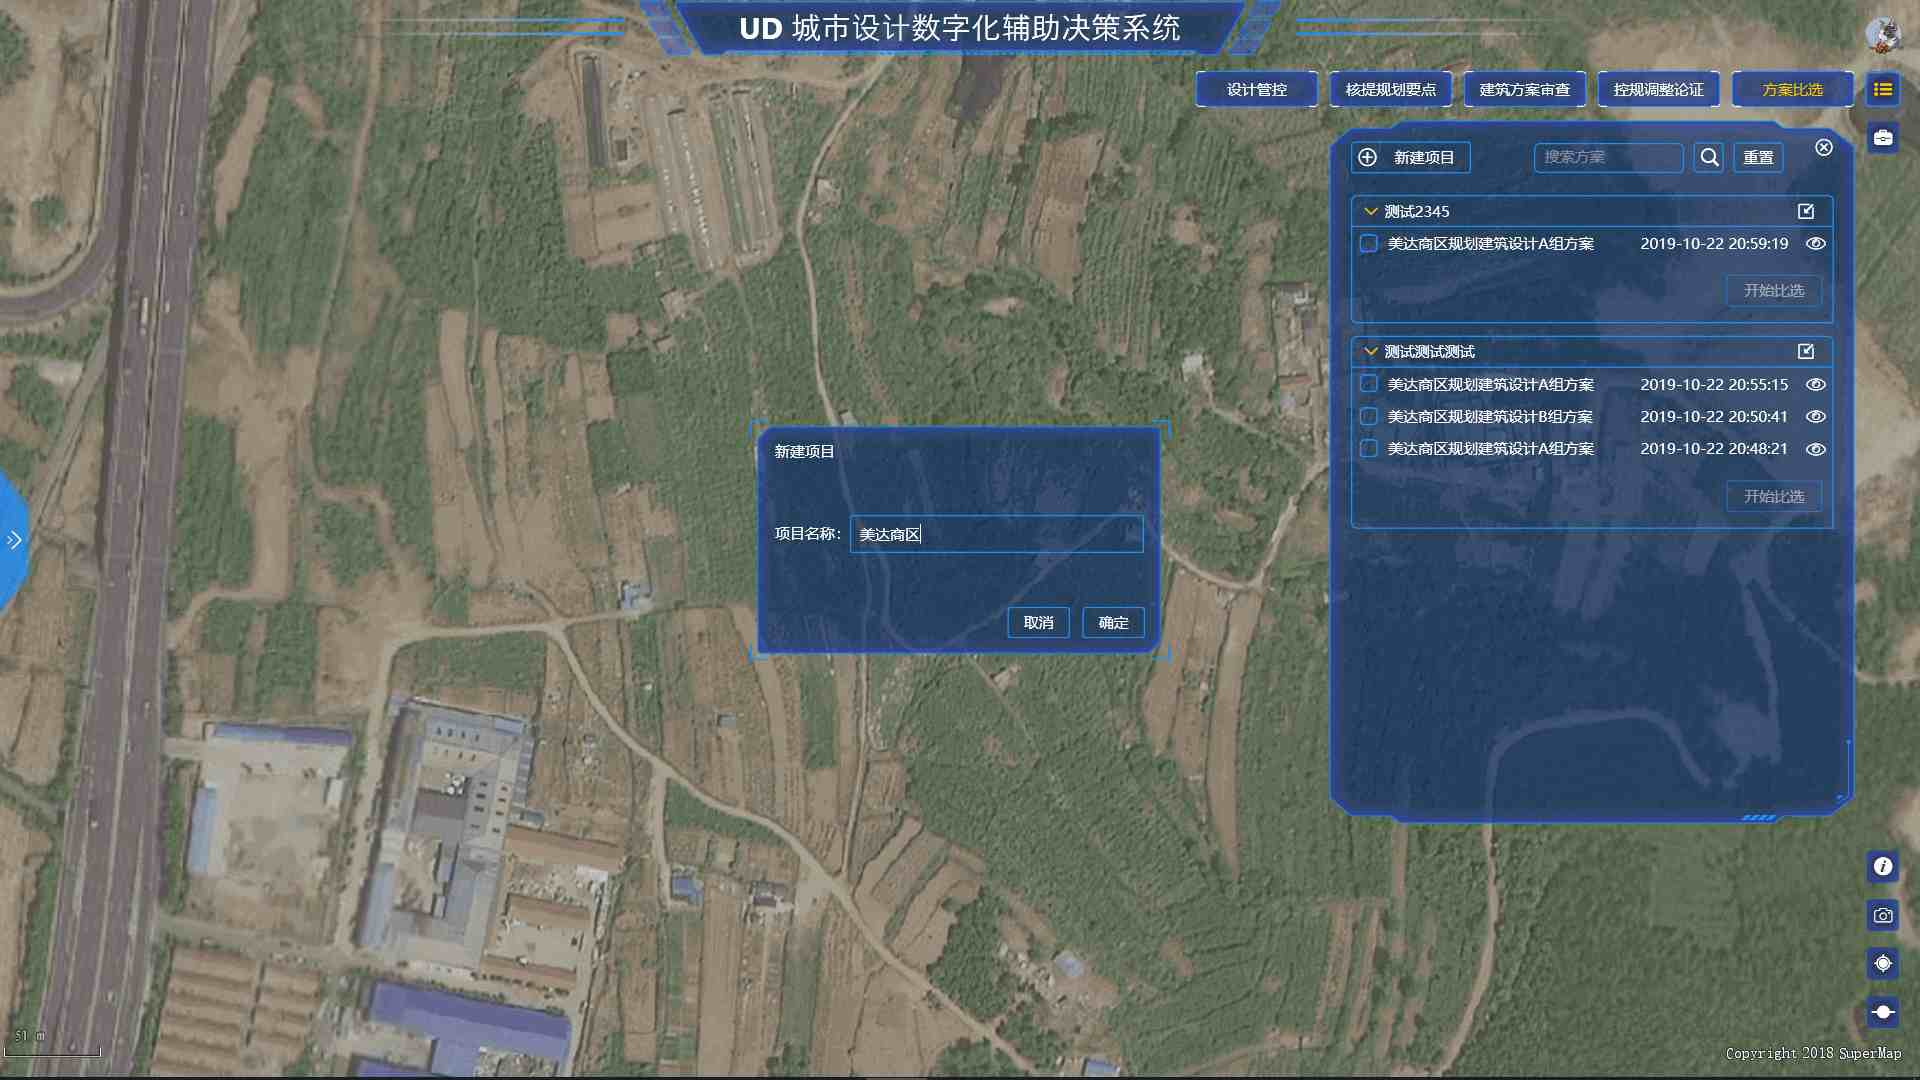 UD 城市设计数字化辅助决策系统
设计管控
核提规划要点
建筑方案审查
控规调整论证
方案比选
新建项目
搜索方案
重置
测试2345
美达商区规划建筑设计A组方案 2019-10-22 20:59:19
开始比选
测试测试测试
美达商区规划建筑设计A组方案 2019-10-22 20:55:15
美达商区规划建筑设计B组方案 2019-10-22 20:50:41
美达商区规划建筑设计A组方案 2019-10-22 20:48:21
开始比选
新建项目
项目名称： 美达商区
取消
确定
51 m
Copyright 2018 SuperMap